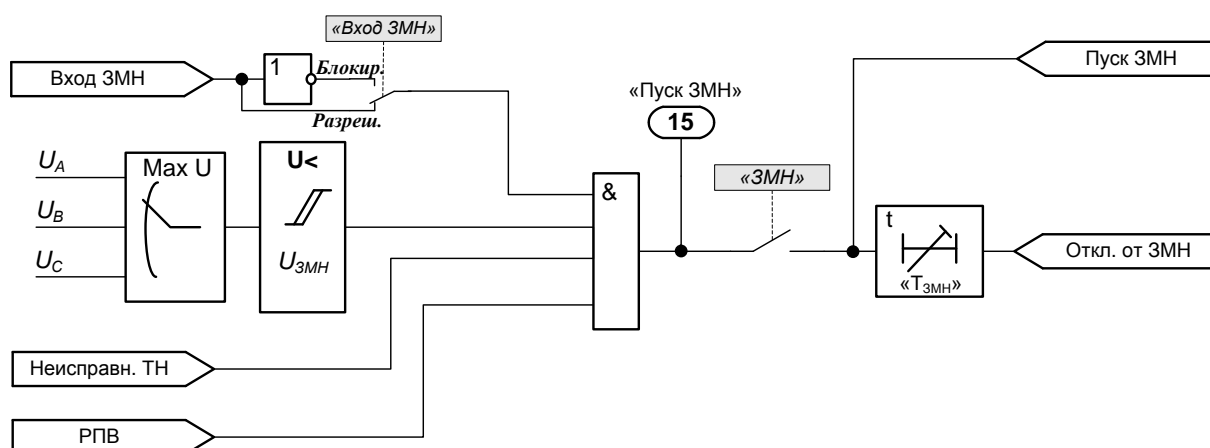 «Вход ЗМН»
Вход ЗМН
1
Блокир.
Разреш.
Пуск ЗМН
«Пуск ЗМН»
15
UA
UB
UC
Max U
U<
UЗМН
&
«ЗМН»
t
«TЗМН»
Откл. от ЗМН
Неисправн. ТН
РПВ